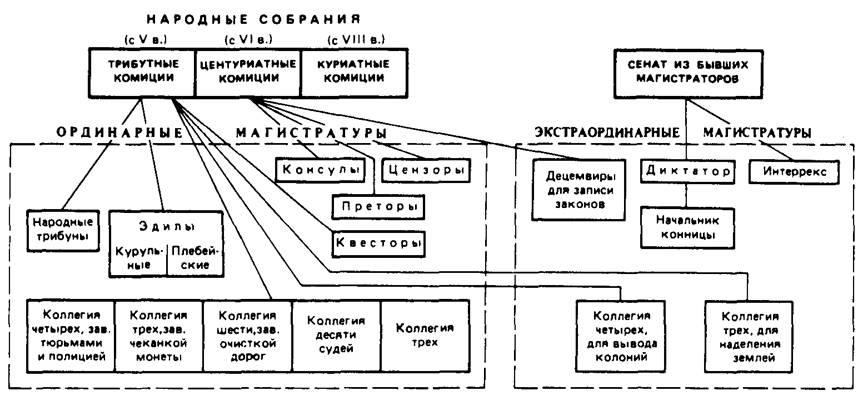 НАРОДНЫЕ СОБРАНИЯ
(с V в.) (с VI в.) (с VIII в.)
ТРИБУТНЫЕ
КОМИЦИИ
ЦЕНТУРИАТНЫЕ
КОМИЦИИ
КУРИАТНЫЕ
КОМИЦИИ
СЕНАТ ИЗ БЫВШИХ
МАГИСТРАТОРОВ
ОРДИНАРНЫЕ МАГИСТРАТУРЫ
ЭКСТРАОРДИНАРНЫЕ МАГИСТРАТУРЫ
Консулы
Цензоры
Преторы
Квесторы
Народные
трибуны
Эдилы
Куруль-
ные
Плебей-
ские
Децемвиры
для записи
законов
Диктатор
Интеррекс
Начальник
конницы
Коллегия
четырех, зав.
тюрьмами
и полицией
Коллегия
трех, зав.
чеканкой
монеты
Коллегия
шести, зав.
очисткой
дорог
Коллегия
десяти
судей
Коллегия
трех
Коллегия
четырех,
для вывода
колоний
Коллегия
трех, для
наделения
землей